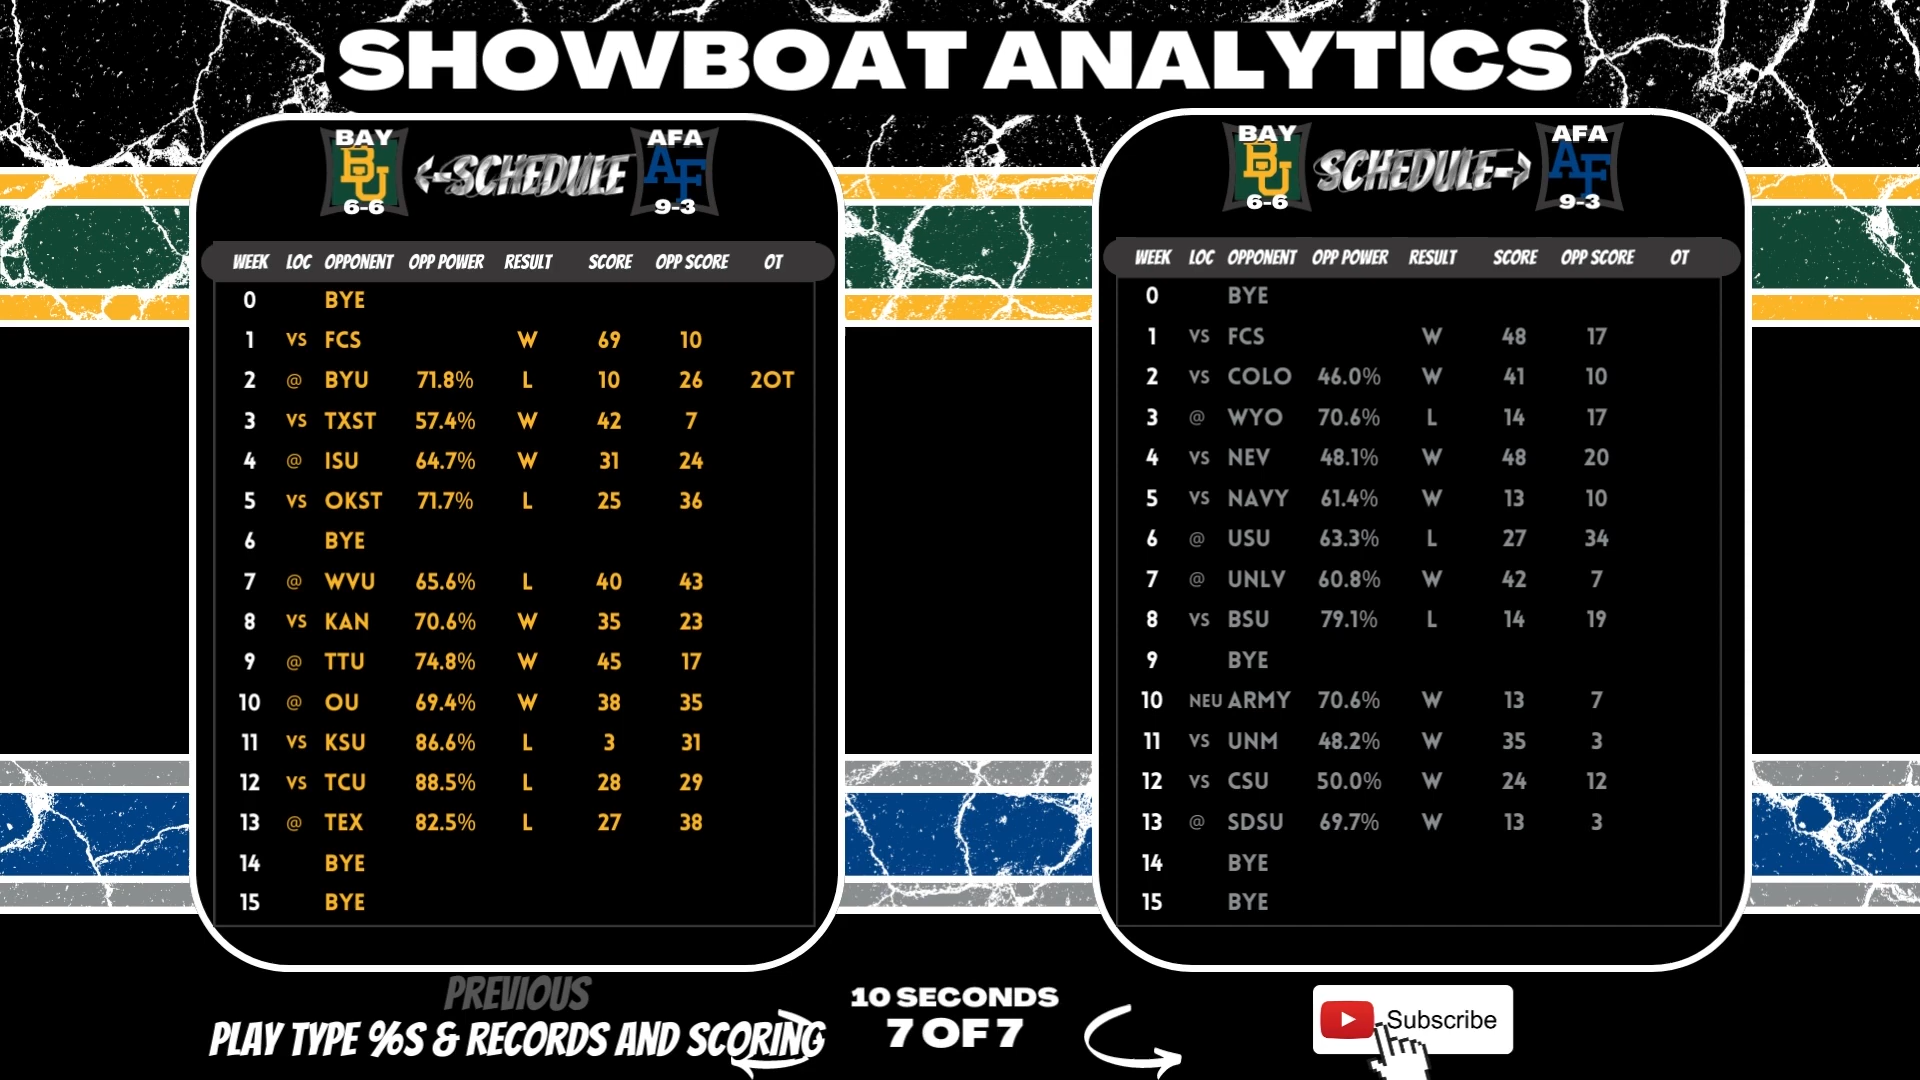 SHOWBOAT ANALYTICS
BAY
BU
6-6
<-SCHEDULE
AFA
AF
9-3
WEEK LOC OPPONENT OPP POWER RESULT SCORE OPP SCORE OT
0 BYE
1 VS FCS W 69 10
2 @ BYU 71.8% L 10 26 2OT
3 VS TXST 57.4% W 42 7
4 @ ISU 64.7% W 31 24
5 VS OKST 71.7% L 25 36
6 BYE
7 @ WVU 65.6% L 40 43
8 VS KAN 70.6% W 35 23
9 @ TTU 74.8% W 45 17
10 @ OU 69.4% W 38 35
11 VS KSU 86.6% L 3 31
12 VS TCU 88.5% L 28 29
13 @ TEX 82.5% L 27 38
14 BYE
15 BYE
BAY
BU
6-6
SCHEDULE->
AFA
AF
9-3
WEEK LOC OPPONENT OPP POWER RESULT SCORE OPP SCORE OT
0 BYE
1 VS FCS W 48 17
2 VS COLO 46.0% W 41 10
3 @ WYO 70.6% L 14 17
4 VS NEV 48.1% W 48 20
5 VS NAVY 61.4% W 13 10
6 @ USU 63.3% L 27 34
7 @ UNLV 60.8% W 42 7
8 VS BSU 79.1% L 14 19
9 BYE
10 NEU ARMY 70.6% W 13 7
11 VS UNM 48.2% W 35 3
12 VS CSU 50.0% W 24 12
13 @ SDSU 69.7% W 13 3
14 BYE
15 BYE
PREVIOUS
PLAY TYPE %S & RECORDS AND SCORING
10 SECONDS
7 OF 7
Subscribe